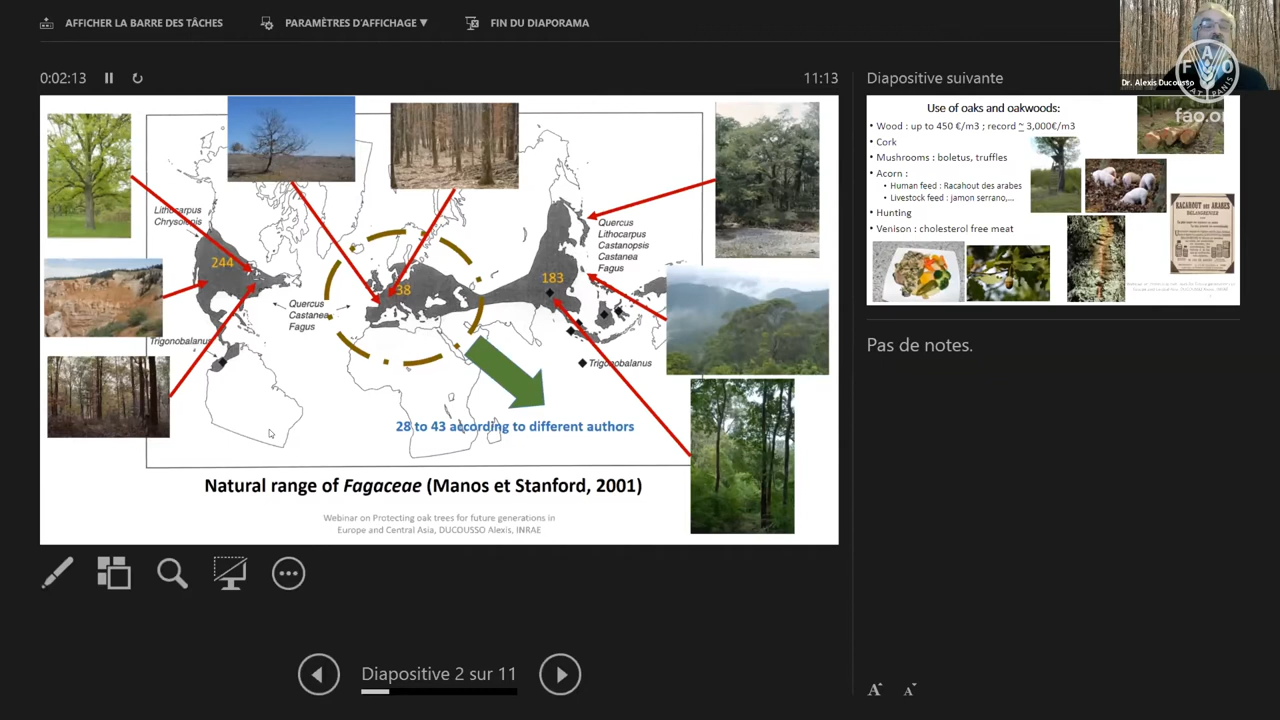 AFFICHER LA BARRE DES TÂCHES
PARAMÈTRES D'AFFICHAGE ▼
FIN DU DIAPORAMA
0:02:13
11:13
Diapositive suivante
Dr. Alexis Ducousso
FAO
fao.or
Lithocarpus
Chrysolepis
244
Quercus
Castanea
Fagus
Trigonobalanus
38
183
Quercus
Lithocarpus
Castanopsis
Castanea
Fagus
Trigonobalanus
28 to 43 according to different authors
Natural range of Fagaceae (Manos et Stanford, 2001)
Webinar on Protecting oak trees for future generations in
Europe and Central Asia, DUCOUSSO Alexis, INRAE
Use of oaks and oakwoods:
• Wood : up to 450 €/m3 ; record ~ 3,000€/m3
• Cork
• Mushrooms : boletus, truffles
• Acorn :
• Human feed : Racahout des arabes
• Livestock feed : Jamon serrano,...
• Hunting
• Venison : cholesterol free meat
RACAHOUT DES ARABES
Pas de notes.
Diapositive 2 sur 11
A A